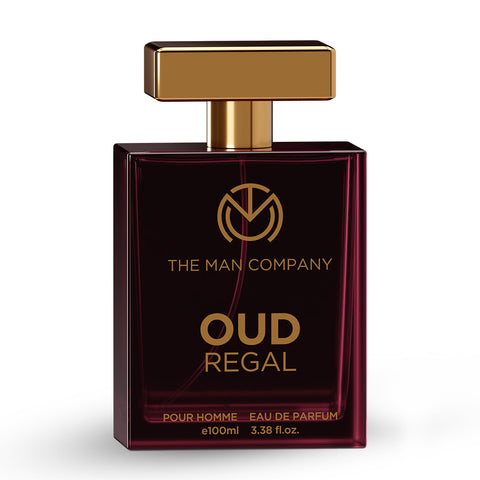 THE MAN COMPANY
OUD
REGAL
POUR HOMME EAU DE PARFUM
e100ml 3.38 fl.oz.